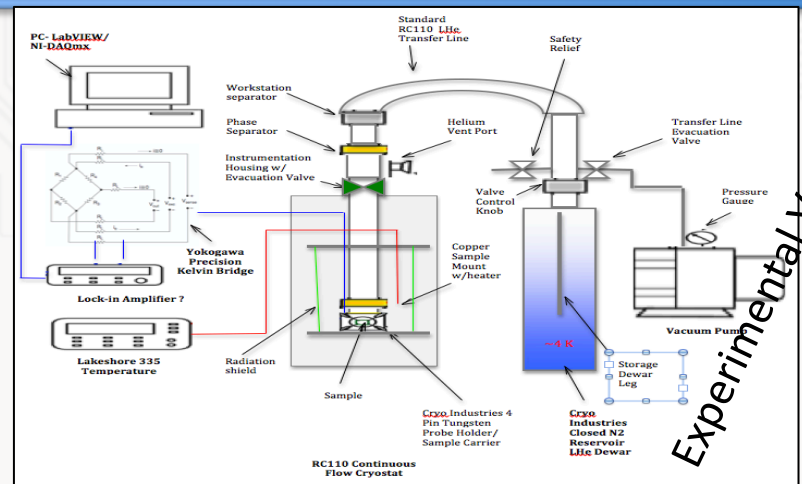 PC- LabVIEW/
NI-DAQmx
Standard
RC110 LHe
Transfer Line
Safety
Relief
Workstation
separator
Phase
Separator
Helium
Vent Port
Transfer Line
Evacuation
Valve
Instrumentation
Housing w/
Evacuation Valve
Valve
Control
Knob
Pressure
Gauge
Yokogawa
Precision
Kelvin Bridge
Copper
Sample
Mount
w/heater
Lock-in Amplifier ?
Vacuum Pump
~4 K
Lakeshore 335
Temperature
Radiation
shield
Storage
Dewar
Leg
Sample
Cryo Industries 4
Pin Tungsten
Probe Holder/
Sample Carrier
Cryo
Industries
Closed N2
Reservoir
LHe Dewar
RC110 Continuous
Flow Cryostat
Experimental